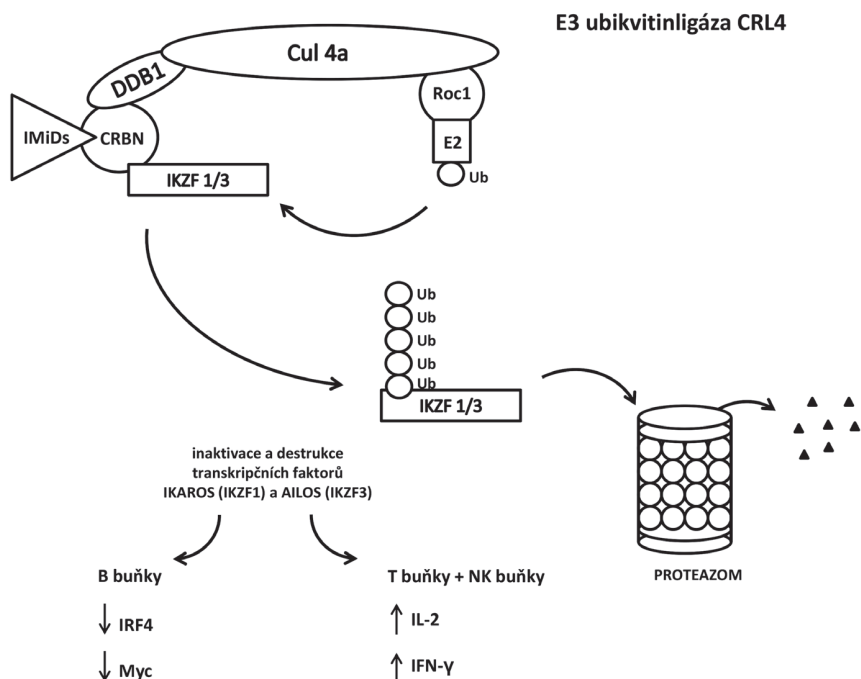 E3 ubikvitinligáza CRL4
Cul 4a
DDB1
Roc1
IMiDs
CRBN
E2
IKZF 1/3
Ub
Ub
Ub
Ub
Ub
Ub
IKZF 1/3
inaktivace a destrukce
transkripčních faktorů
IKAROS (IKZF1) a AILOS (IKZF3)
PROTEAZOM
B buňky
T buňky + NK buňky
↓ IRF4
↑ IL-2
↓ Myc
↑ IFN-γ